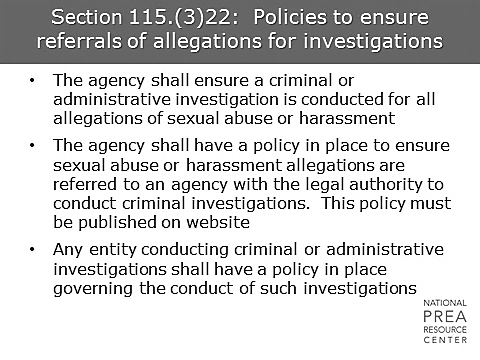 Section 115.(3)22:  Policies to ensure
referrals of allegations for investigations
• The agency shall ensure a criminal or
administrative investigation is conducted for all
allegations of sexual abuse or harassment
• The agency shall have a policy in place to ensure
sexual abuse or harassment allegations are
referred to an agency with the legal authority to
conduct criminal investigations.  This policy must
be published on website
• Any entity conducting criminal or administrative
investigations shall have a policy in place
governing the conduct of such investigations
NATIONAL
PREA
RESOURCE
CENTER